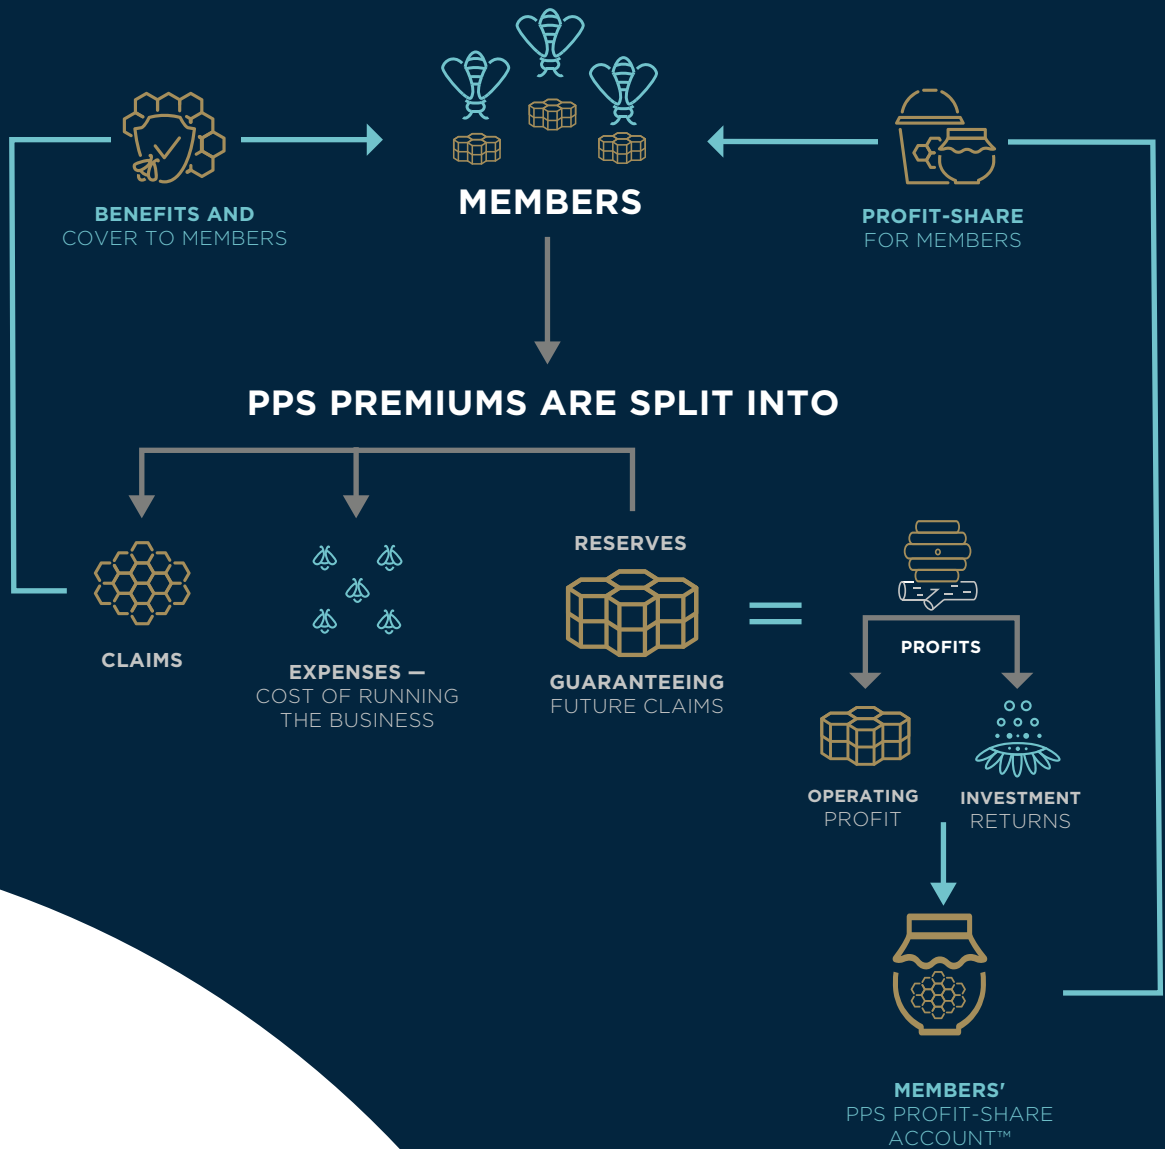 MEMBERS
BENEFITS AND
COVER TO MEMBERS
PROFIT-SHARE
FOR MEMBERS
PPS PREMIUMS ARE SPLIT INTO
CLAIMS
EXPENSES —
COST OF RUNNING
THE BUSINESS
RESERVES
GUARANTEEING
FUTURE CLAIMS
PROFITS
OPERATING
PROFIT
INVESTMENT
RETURNS
MEMBERS'
PPS PROFIT-SHARE
ACCOUNT™